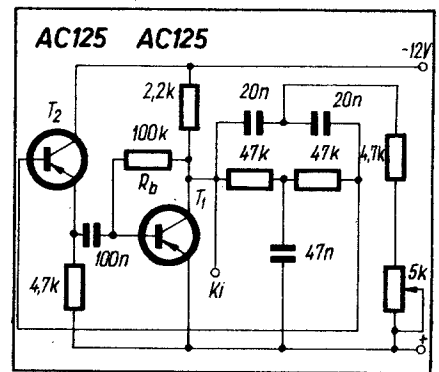 AC125 AC125
-12V
T2
2,2k
20n 20n
100k
47k 47k
4,7k
Rb
T1
100n
47n
4,7k
Ki
5k
+